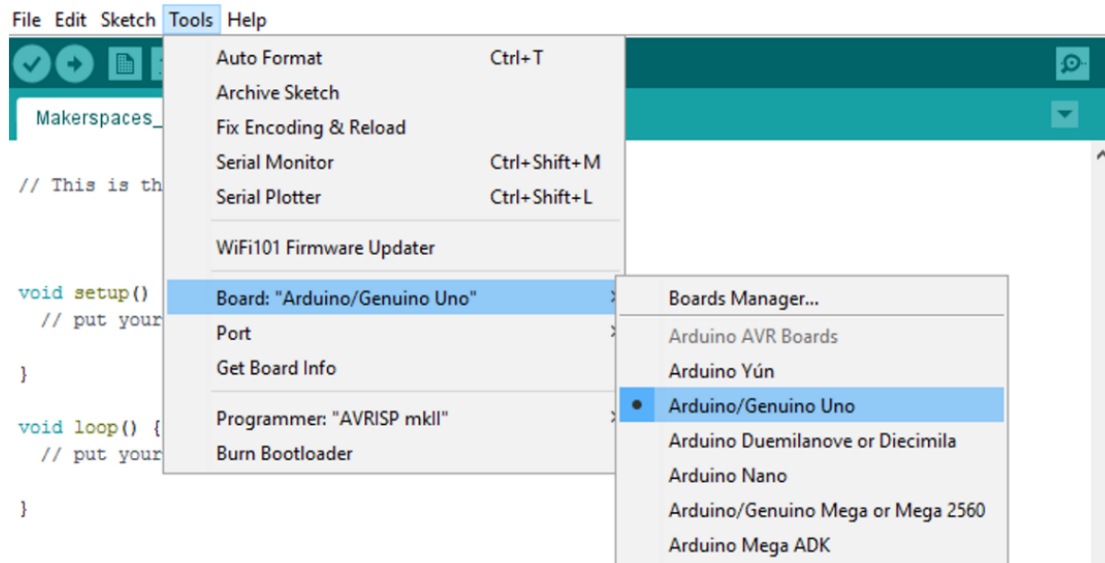 File Edit Sketch Tools Help
Auto Format Ctrl+T
Archive Sketch
Makerspaces_
Fix Encoding & Reload
Serial Monitor Ctrl+Shift+M
// This is th
Serial Plotter Ctrl+Shift+L
WiFi101 Firmware Updater
void setup()
Board: "Arduino/Genuino Uno"
// put your
Port
Get Board Info
}
Programmer: "AVRISP mkII"
void loop() {
// put your
Burn Bootloader
}
Boards Manager...
Arduino AVR Boards
Arduino Yún
Arduino/Genuino Uno
Arduino Duemilanove or Diecimila
Arduino Nano
Arduino/Genuino Mega or Mega 2560
Arduino Mega ADK